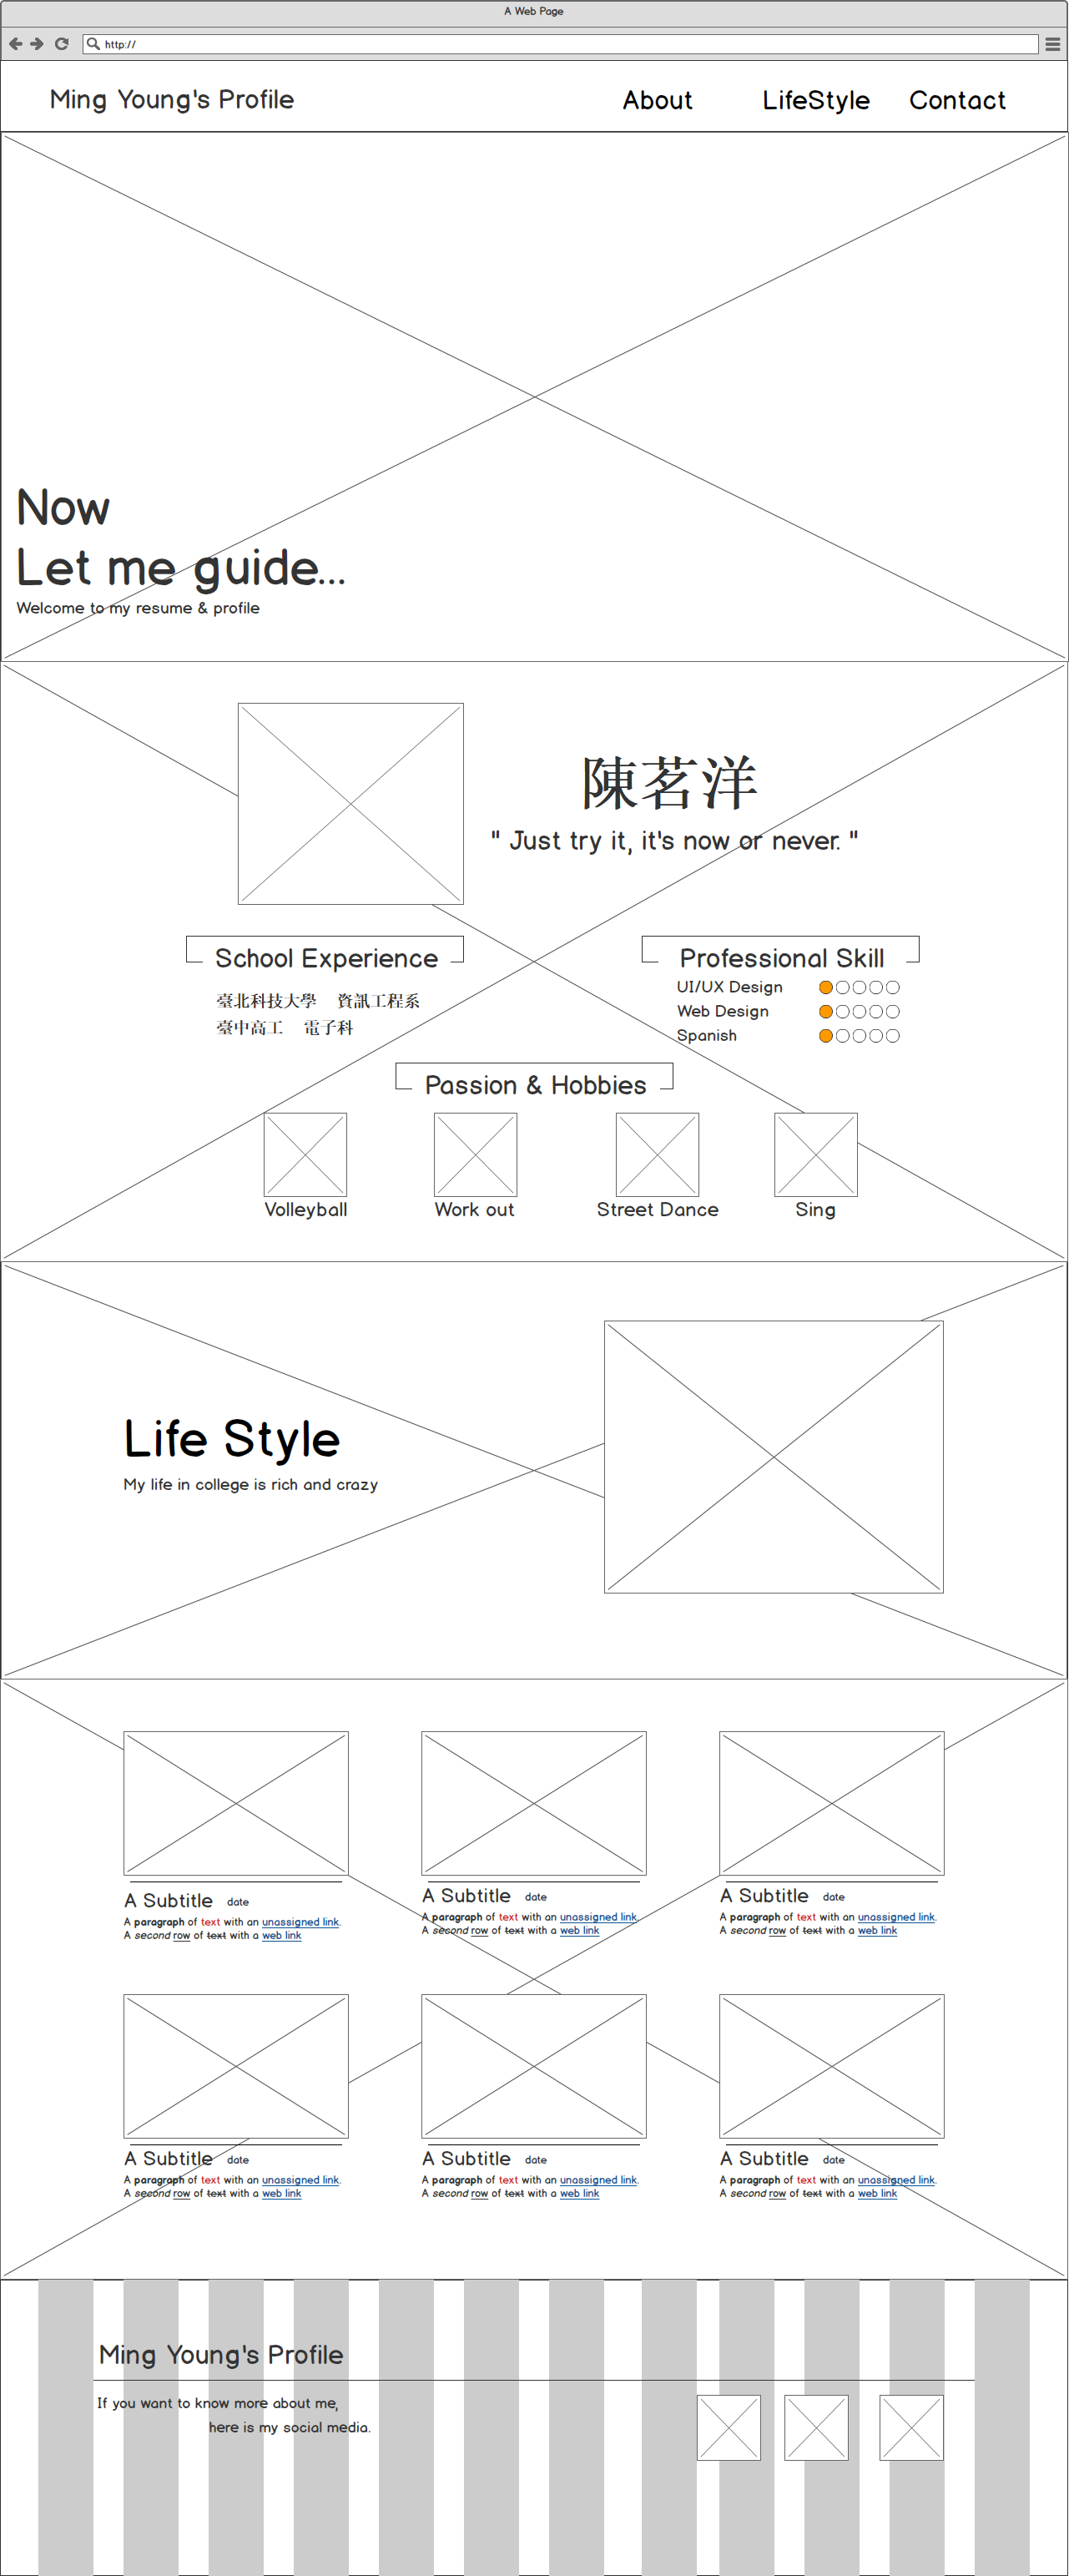 A Web Page
http://
Ming Young's Profile
About LifeStyle Contact
Now
Let me guide...
Welcome to my resume & profile
陳茗洋
" Just try it, it's now or never. "
School Experience
臺北科技大學 資訊工程系
臺中高工 電子科
Professional Skill
UI/UX Design
Web Design
Spanish
Passion & Hobbies
Volleyball
Work out
Street Dance
Sing
Life Style
My life in college is rich and crazy
A Subtitle date
A paragraph of text with an unassigned link.
A second row of text with a web link
A Subtitle date
A paragraph of text with an unassigned link.
A second row of text with a web link
A Subtitle date
A paragraph of text with an unassigned link.
A second row of text with a web link
A Subtitle date
A paragraph of text with an unassigned link.
A second row of text with a web link
A Subtitle date
A paragraph of text with an unassigned link.
A second row of text with a web link
A Subtitle date
A paragraph of text with an unassigned link.
A second row of text with a web link
Ming Young's Profile
If you want to know more about me,
here is my social media.